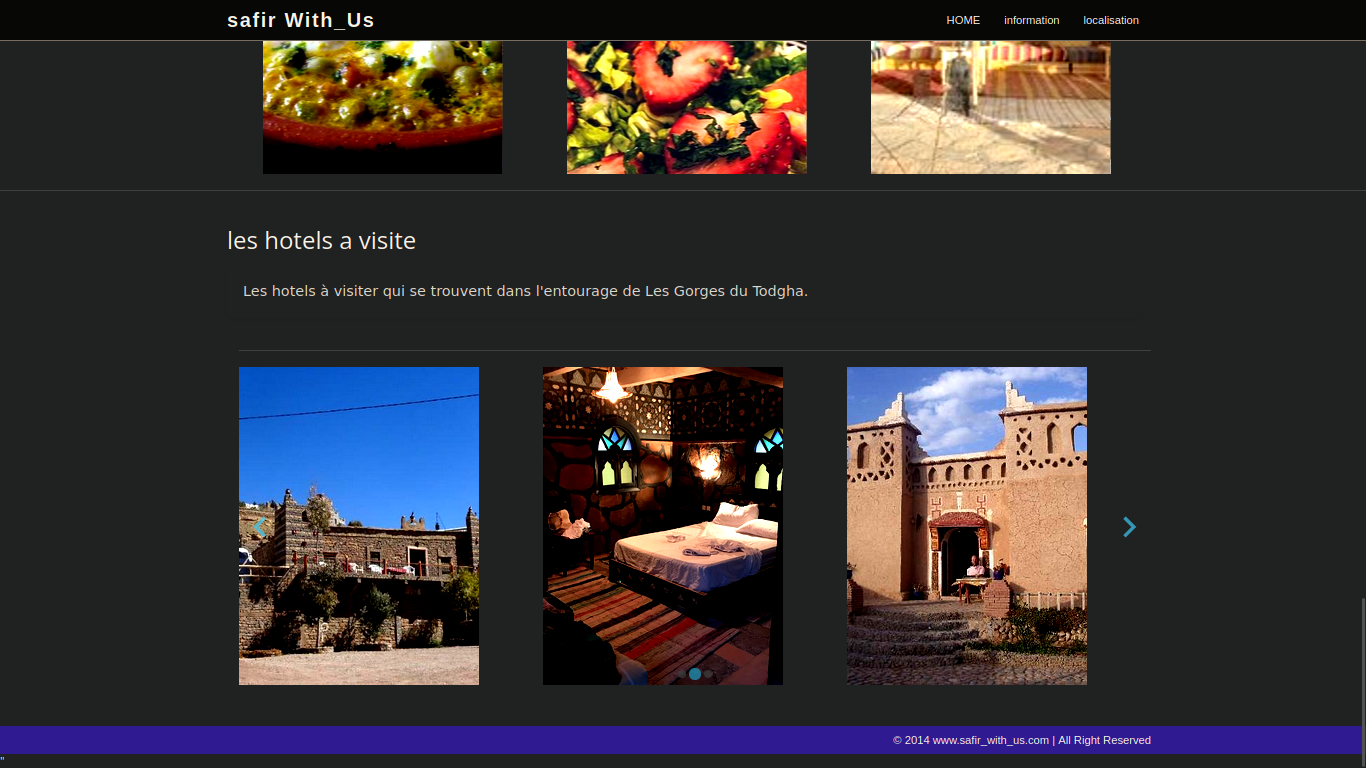 safir With_Us
HOME information localisation
les hotels a visite
Les hotels à visiter qui se trouvent dans l'entourage de Les Gorges du Todgha.
© 2014 www.safir_with_us.com | All Right Reserved
"